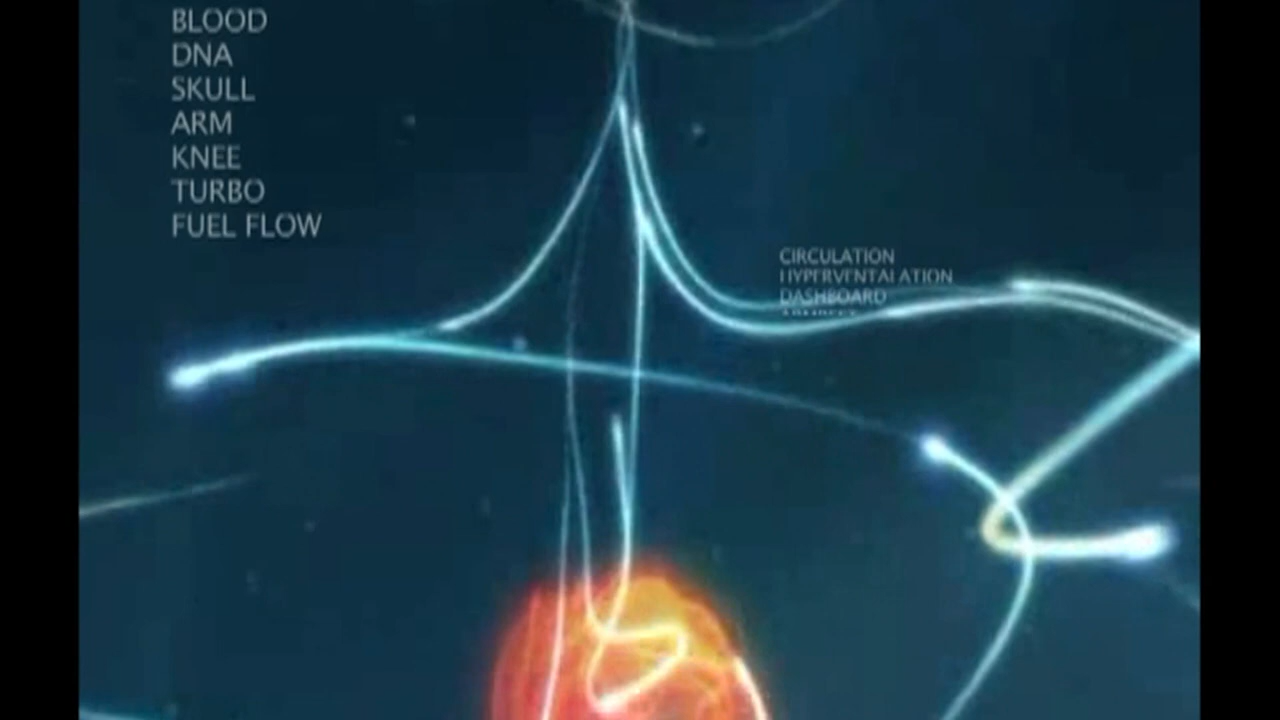 BLOOD
DNA
SKULL
ARM
KNEE
TURBO
FUEL FLOW
CIRCULATION
HYPERVENTALATION
DASHBOARD